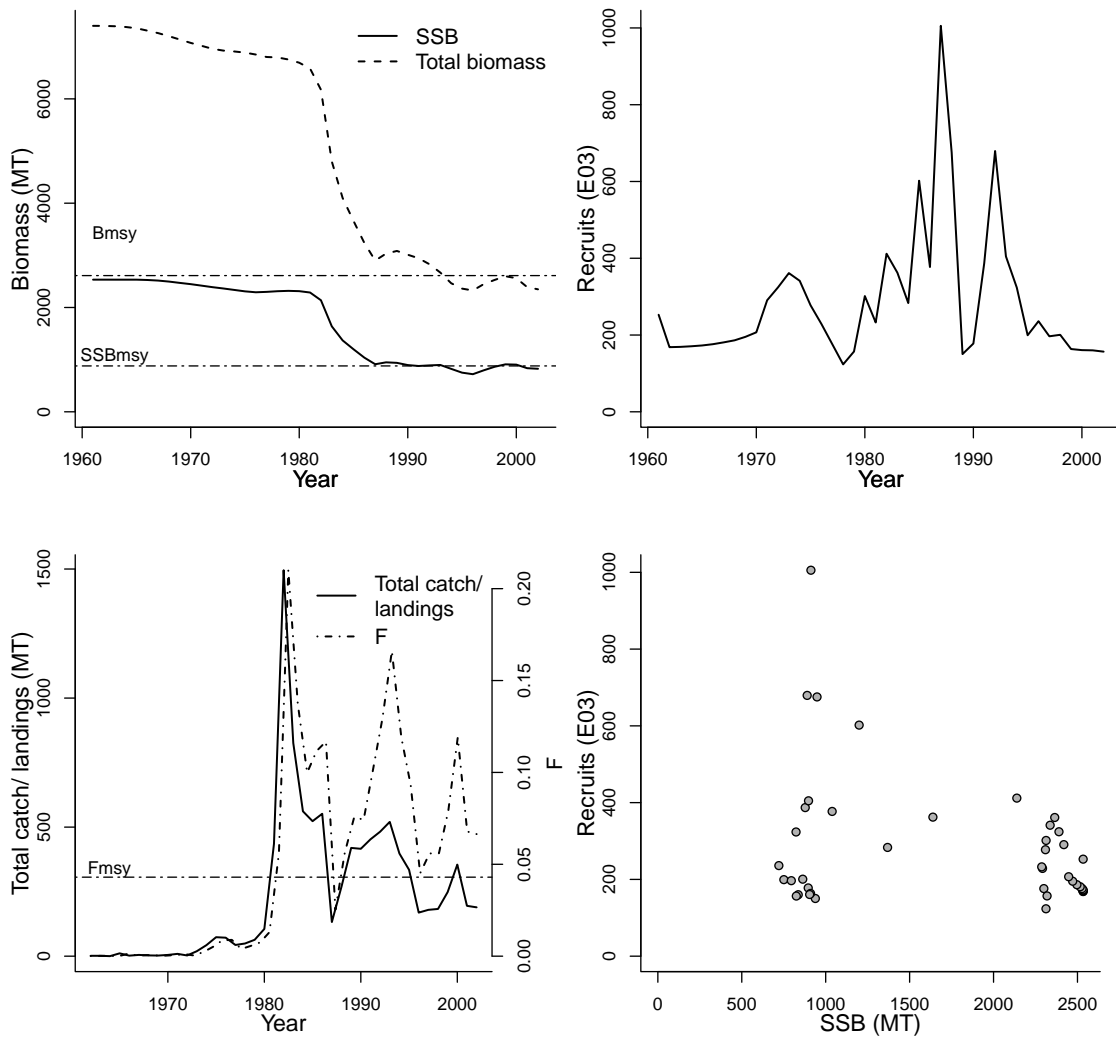 SSB
Total biomass
Bmsy
SSBmsy
Biomass (MT)
0
2000
4000
6000
1960
1970
1980
1990
2000
Year
Recruits (E03)
0
200
400
600
800
1000
1960
1970
1980
1990
2000
Year
Total catch/
landings
F
Fmsy
Total catch/ landings (MT)
0
500
1000
1500
F
0.00
0.05
0.10
0.15
0.20
1970
1980
1990
2000
Year
Recruits (E03)
0
200
400
600
800
1000
0
500
1000
1500
2000
2500
SSB (MT)